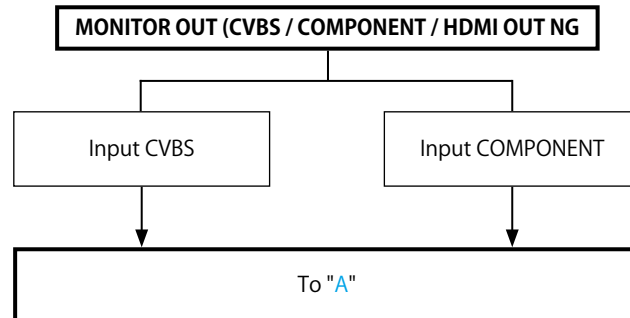 MONITOR OUT (CVBS / COMPONENT / HDMI OUT NG
Input CVBS
Input COMPONENT
To "A"